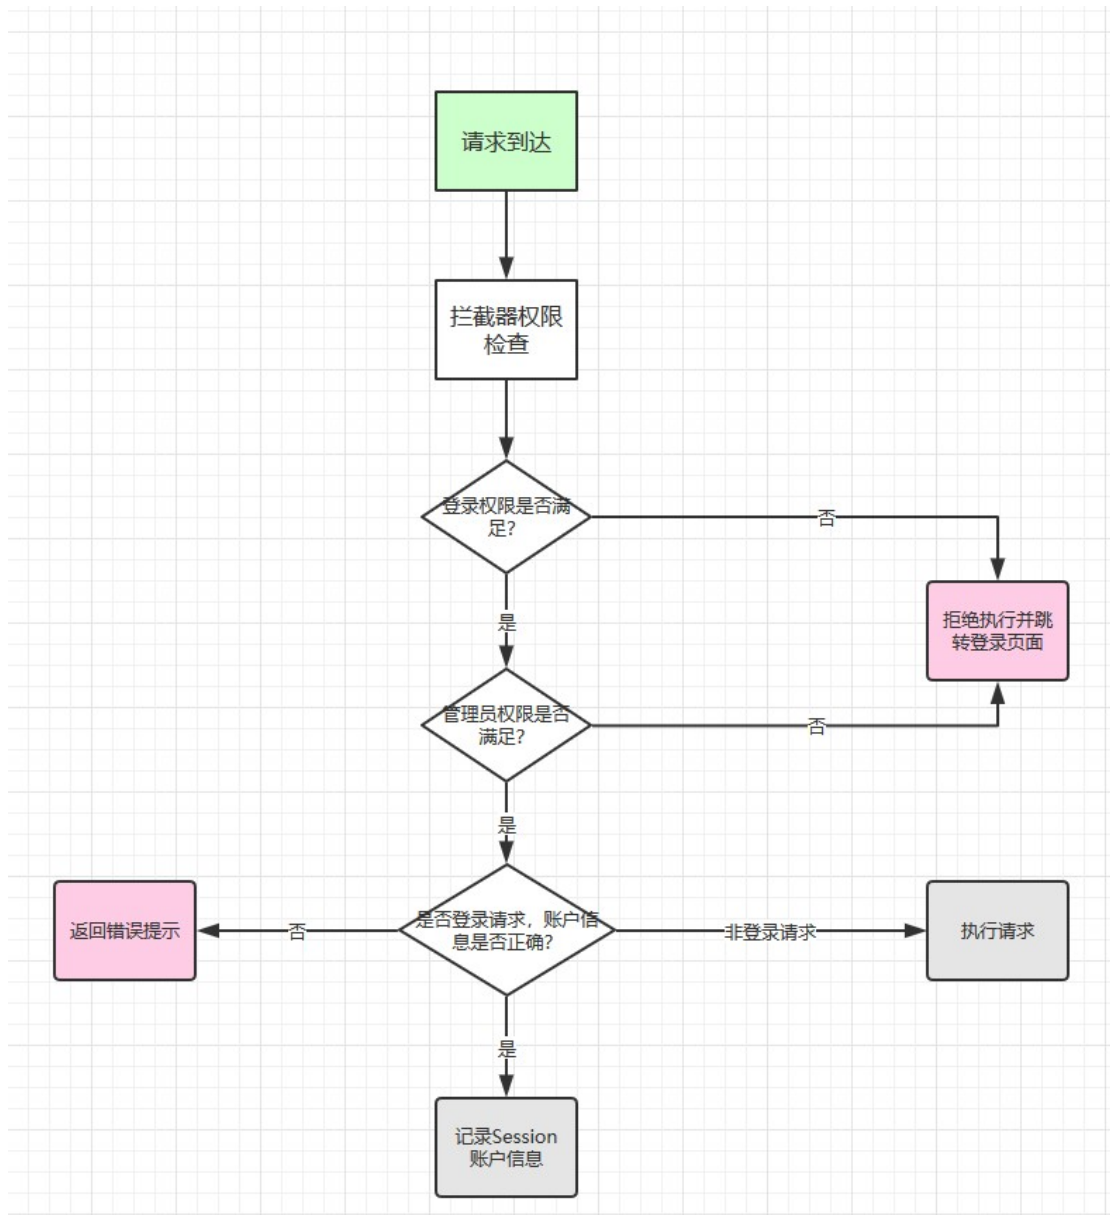 请求到达
拦截器权限
检查
登录权限是否满
足?
否
拒绝执行并跳
转登录页面
是
管理员权限是否
满足?
否
是
返回错误提示
否
是否登录请求，账户信
息是否正确?
非登录请求
执行请求
是
记录Session
账户信息